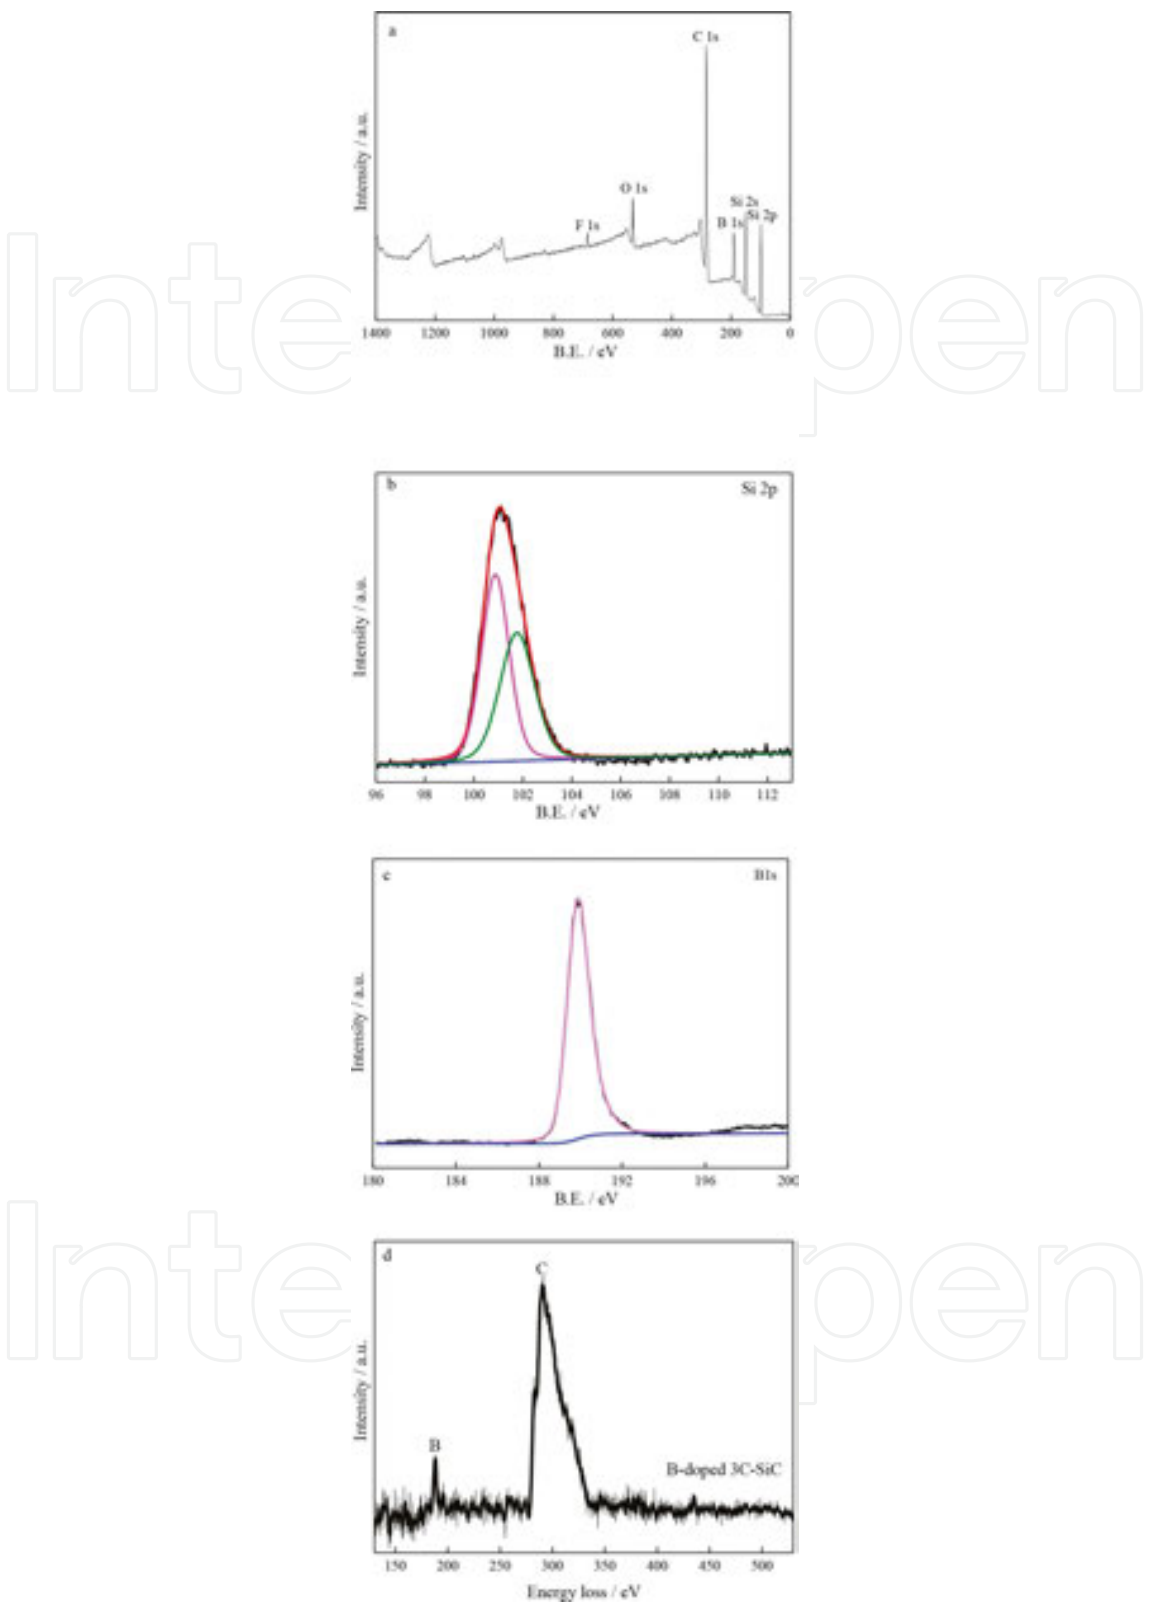 a
C 1s
O 1s
F 1s
Si 2s
B 1s
Si 2p
Intensity / a.u.
1400 1200 1000 800 600 400 200 0
B.E. / eV
b
Si 2p
Intensity / a.u.
96 98 100 102 104 106 108 110 112
B.E. / eV
c
B1s
Intensity / a.u.
180 184 188 192 196 200
B.E. / eV
d
C
B
B-doped 3C-SiC
Intensity / a.u.
150 200 250 300 350 400 450 500
Energy loss / eV